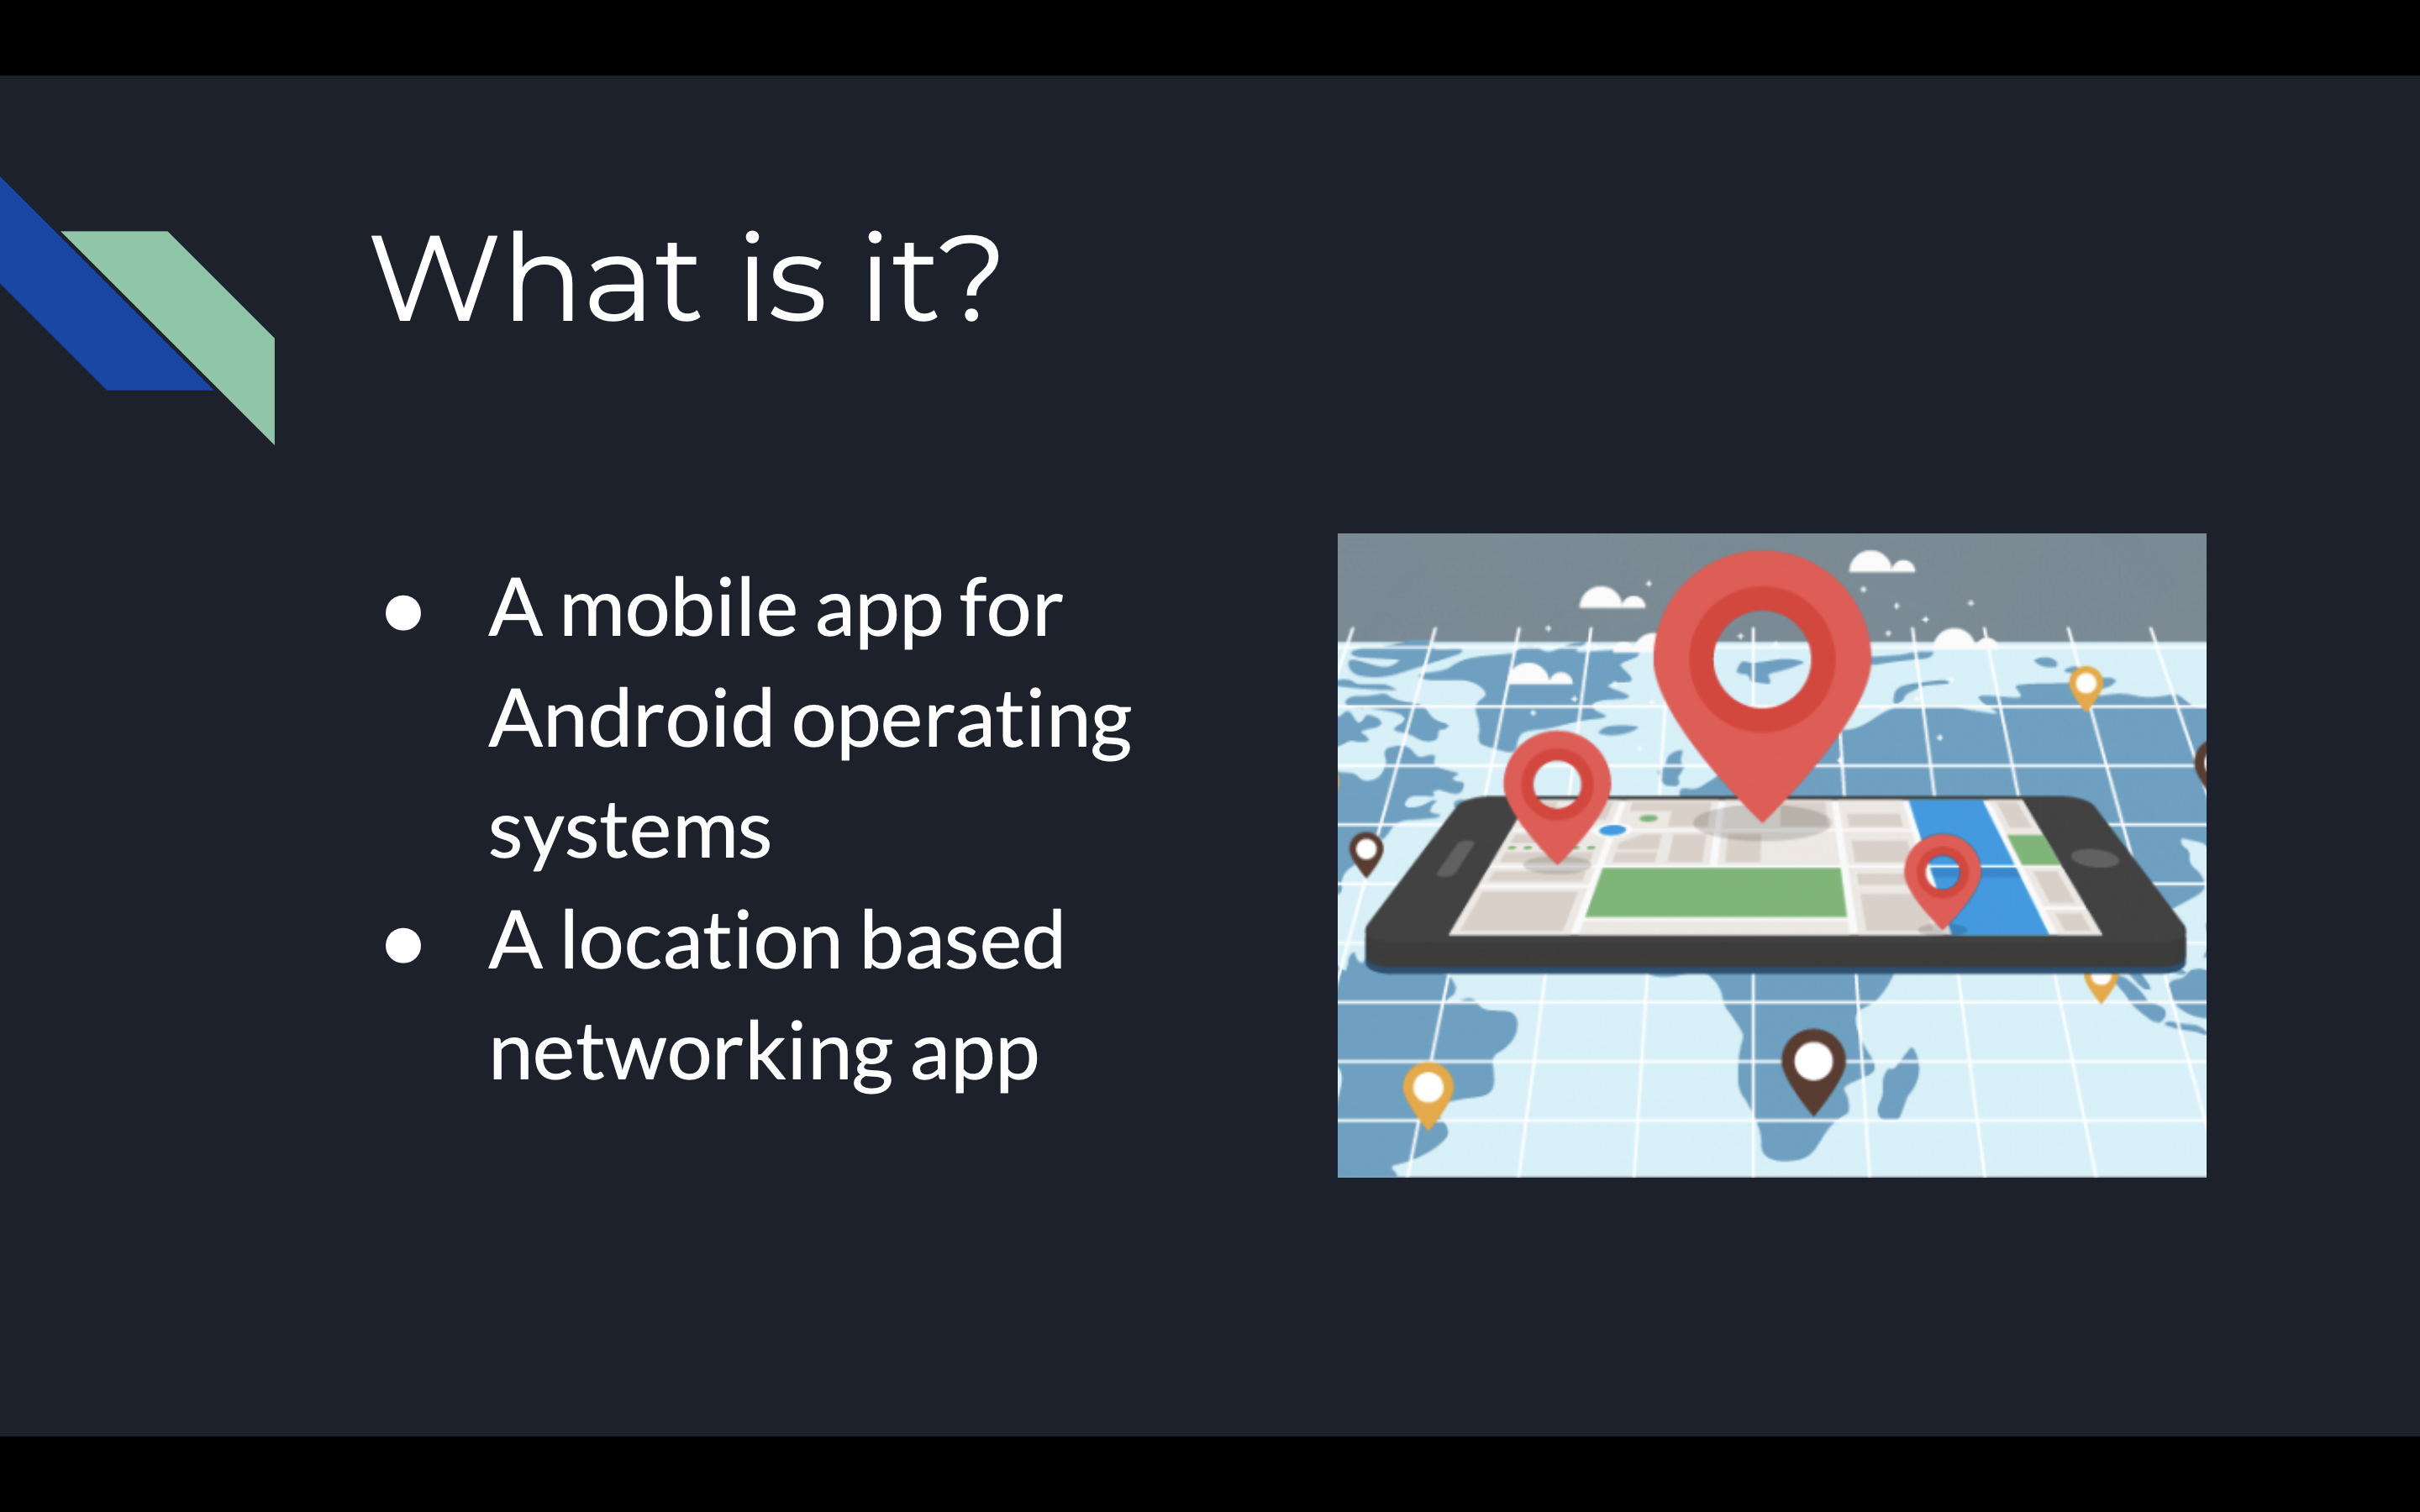 What is it?
● A mobile app for
Android operating
systems
● A location based
networking app